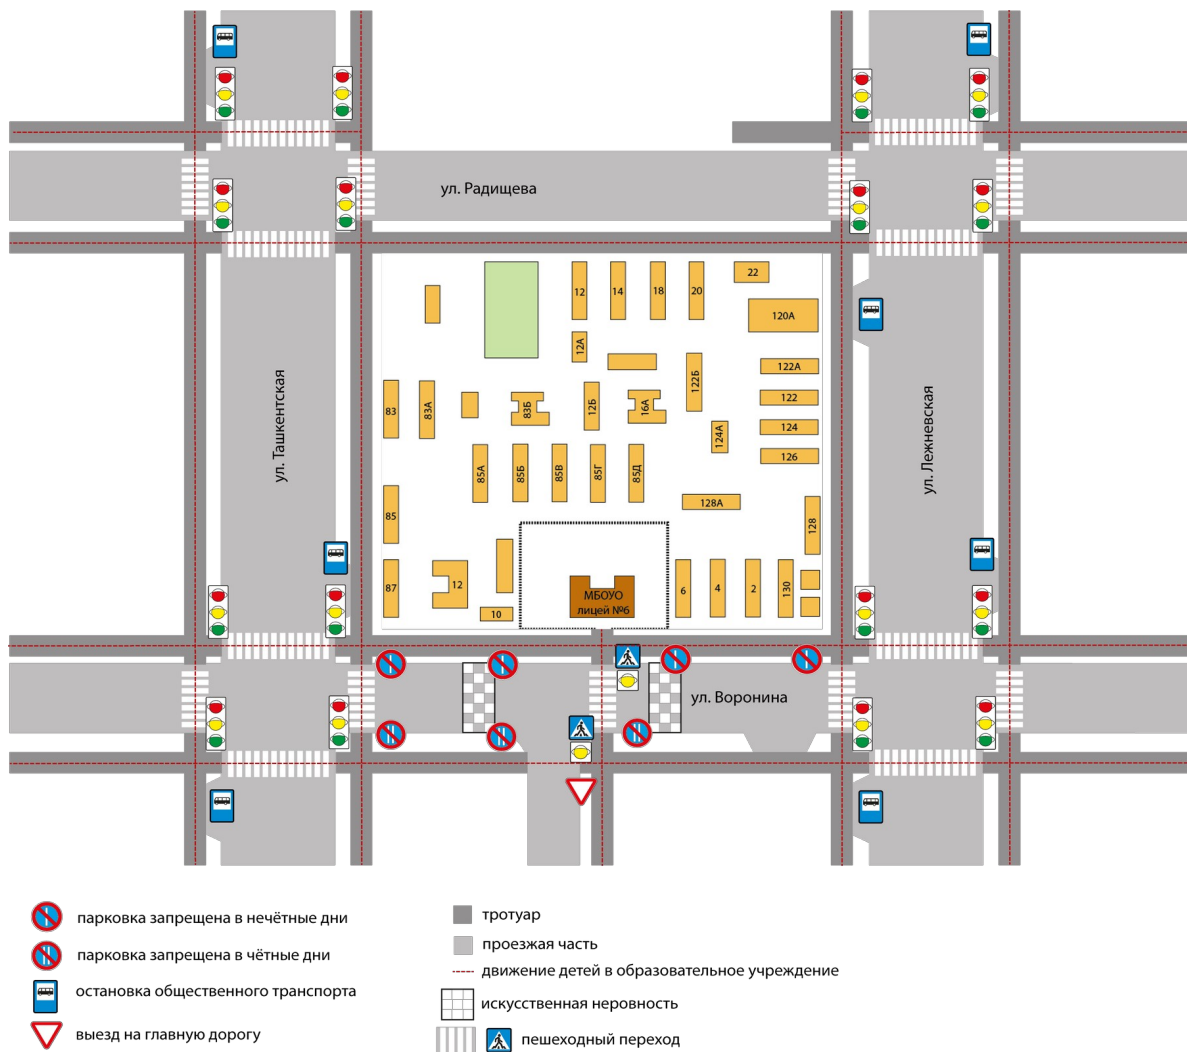 ул. Радищева
22
12
14
18
20
120А
12А
122А
122Б
83
83А
83Б
12Б
16А
122
124
124А
126
ул. Ташкентская
ул. Лежневская
85А
85Б
85В
85Г
85Д
128А
85
128
87
12
10
МБОУО
лицей №6
6
4
2
130
ул. Воронина
парковка запрещена в нечётные дни
парковка запрещена в чётные дни
остановка общественного транспорта
выезд на главную дорогу
тротуар
проезжая часть
движение детей в образовательное учреждение
искусственная неровность
пешеходный переход